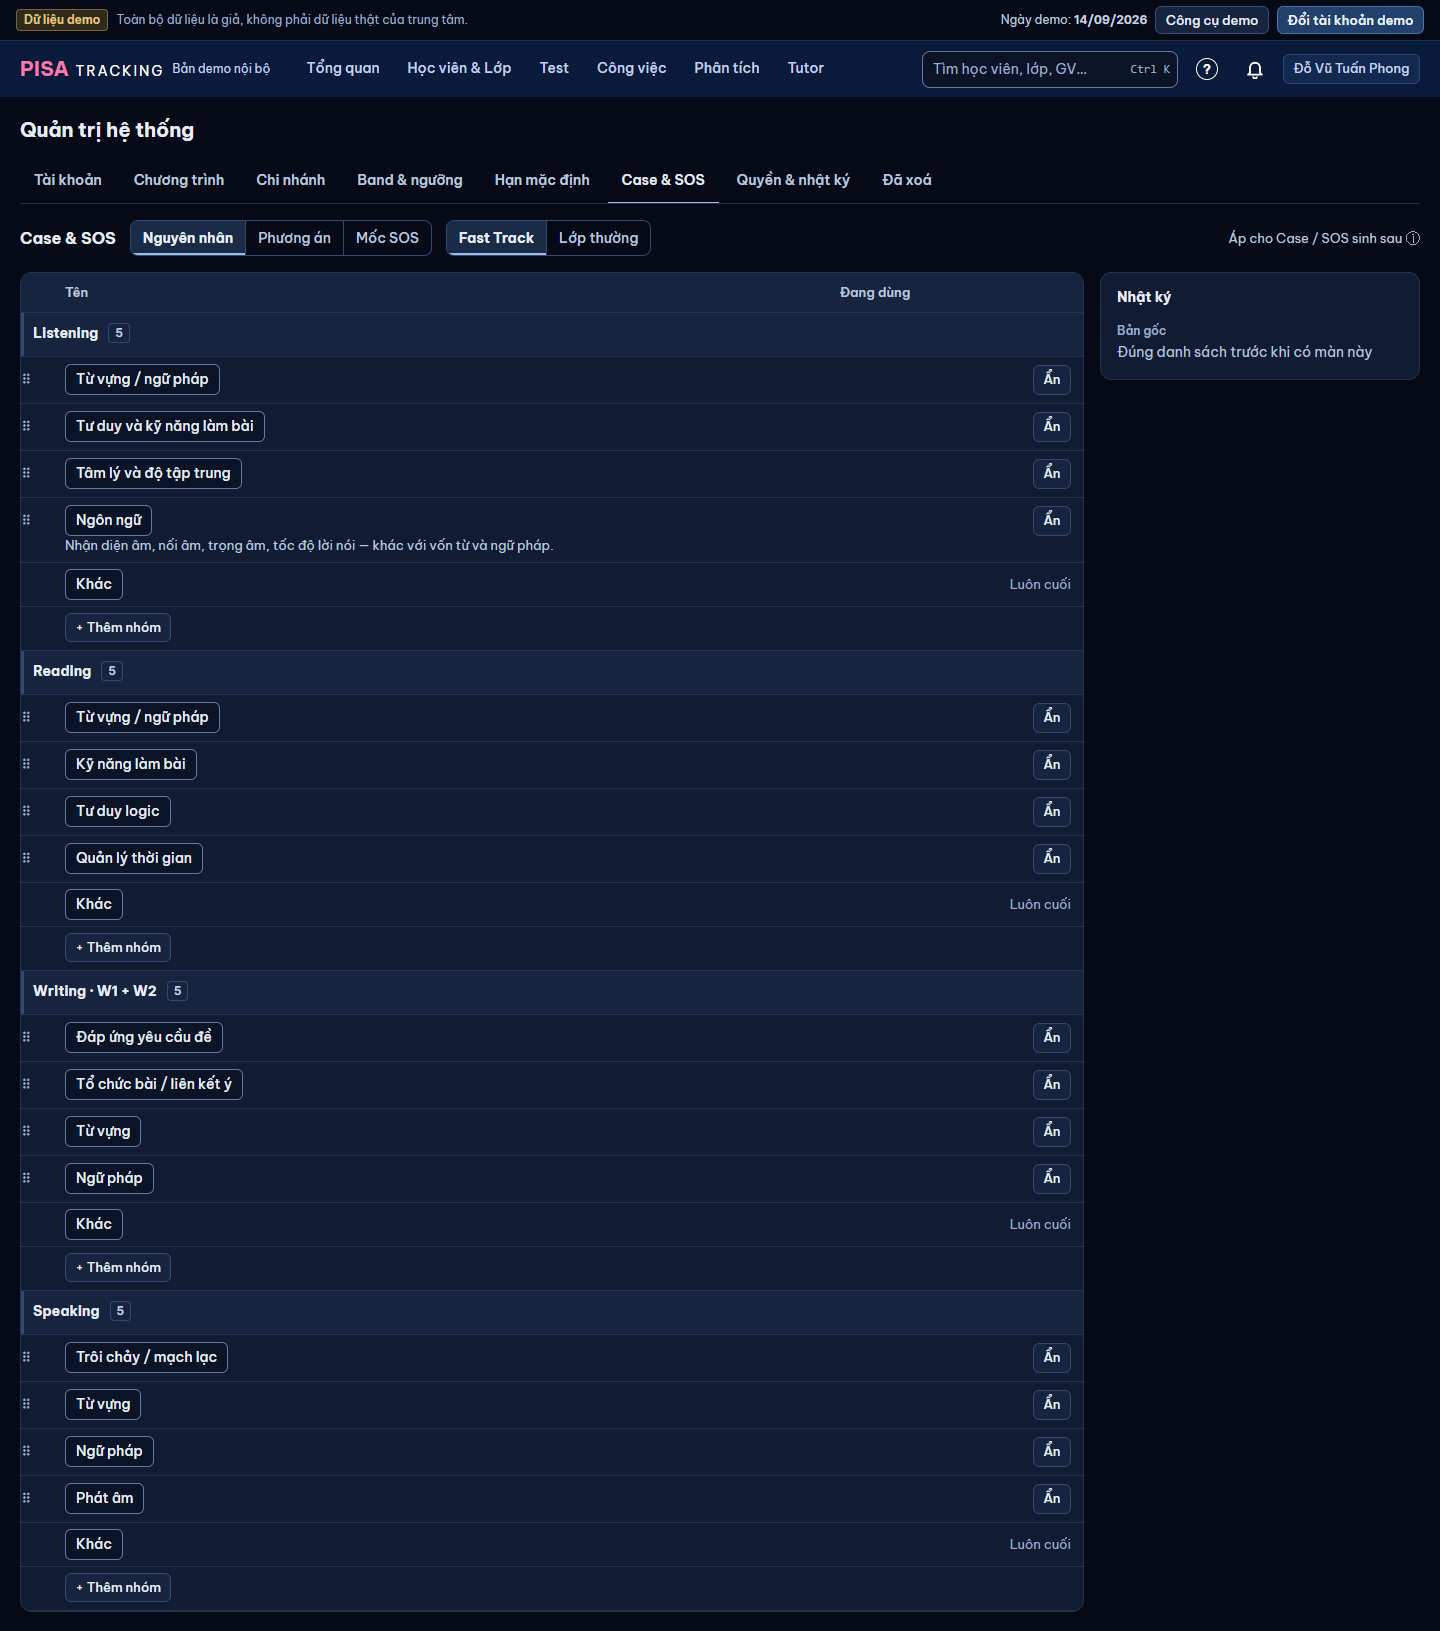 Dữ liệu demo Toàn bộ dữ liệu là giả, không phải dữ liệu thật của trung tâm. Ngày demo: 14/09/2026 Công cụ demo Đổi tài khoản demo
PISA TRACKING Bản demo nội bộ Tổng quan Học viên & Lớp Test Công việc Phân tích Tutor Tìm học viên, lớp, GV... Ctrl K ? Đỗ Vũ Tuấn Phong
Quản trị hệ thống
Tài khoản Chương trình Chi nhánh Band & ngưỡng Hạn mặc định Case & SOS Quyền & nhật ký Đã xoá
Case & SOS Nguyên nhân Phương án Mốc SOS Fast Track Lớp thường Áp cho Case / SOS sinh sau ⓘ
Tên Đang dùng
Listening 5
Từ vựng / ngữ pháp Ẩn
Tư duy và kỹ năng làm bài Ẩn
Tâm lý và độ tập trung Ẩn
Ngôn ngữ Ẩn
Nhận diện âm, nối âm, trọng âm, tốc độ lời nói — khác với vốn từ và ngữ pháp.
Khác Luôn cuối
+ Thêm nhóm
Reading 5
Từ vựng / ngữ pháp Ẩn
Kỹ năng làm bài Ẩn
Tư duy logic Ẩn
Quản lý thời gian Ẩn
Khác Luôn cuối
+ Thêm nhóm
Writing · W1 + W2 5
Đáp ứng yêu cầu đề Ẩn
Tổ chức bài / liên kết ý Ẩn
Từ vựng Ẩn
Ngữ pháp Ẩn
Khác Luôn cuối
+ Thêm nhóm
Speaking 5
Trôi chảy / mạch lạc Ẩn
Từ vựng Ẩn
Ngữ pháp Ẩn
Phát âm Ẩn
Khác Luôn cuối
+ Thêm nhóm
Nhật ký
Bản gốc
Đúng danh sách trước khi có màn này